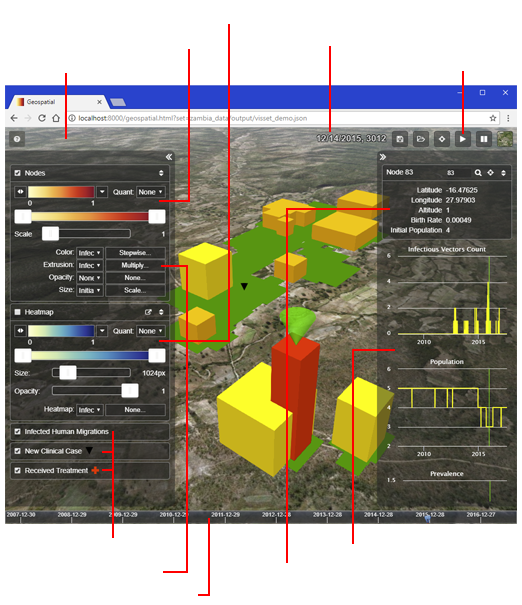 Geospatial
localhost:8000/geospatial.html?set=zambia_data/output/visset_demo.json
12/14/2015, 3012
Nodes
Quant: None
0 1
Scale 1
Color: Infec Stepwise...
Extrusion: Infec Multiply...
Opacity: None None...
Size: Initia Scale...
Heatmap
Quant: None
0 1
Size: 1024px
Opacity: 1
Heatmap: Infec None...
Infected Human Migrations
New Clinical Case
Received Treatment
Node 83 83
Latitude -16.47625
Longitude 27.97903
Altitude 1
Birth Rate 0.00049
Initial Population 4
Infectious Vectors Count
6
4
2
0
2010 2015
Population
6
5
4
3
2
2010 2015
Prevalence
1.5
2007-12-30 2008-12-29 2009-12-29 2010-12-29 2011-12-29 2012-12-28 2013-12-28 2014-12-28 2015-12-28 2016-12-27